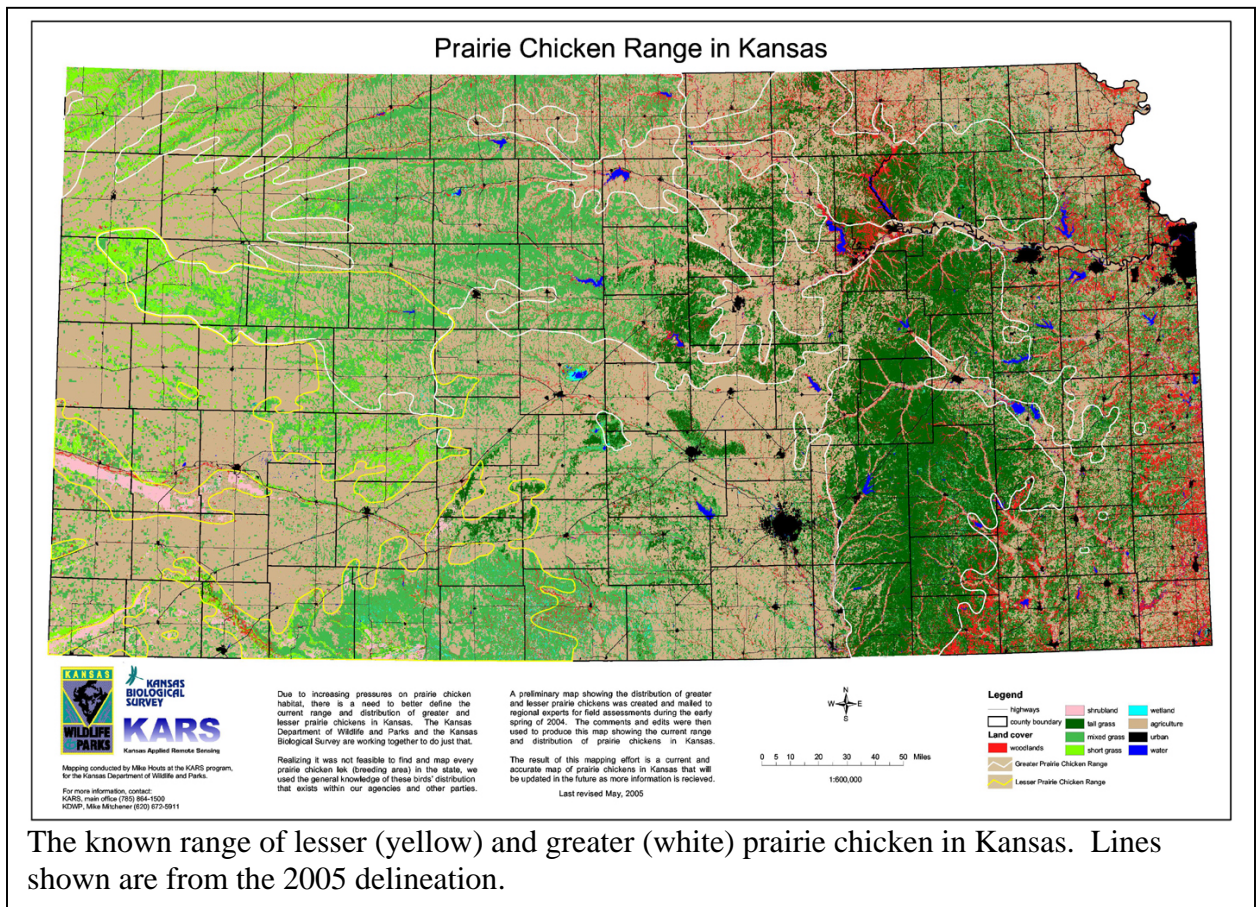 Prairie Chicken Range in Kansas
KANSAS
WILDLIFE
& PARKS
KANSAS
BIOLOGICAL
SURVEY
KARS
Kansas Applied Remote Sensing
Mapping conducted by Mike Houts at the KARS program,
for the Kansas Department of Wildlife and Parks.
For more information, contact:
KARS, main office (785) 864-1500
KDWP, Mike Mitchener (620) 672-5911
Due to increasing pressures on prairie chicken
habitat, there is a need to better define the
current range and distribution of greater and
lesser prairie chickens in Kansas. The Kansas
Department of Wildlife and Parks and the Kansas
Biological Survey are working together to do just that.
Realizing it was not feasible to find and map every
prairie chicken lek (breeding area) in the state, we
used the general knowledge of these birds' distribution
that exists within our agencies and other parties.
A preliminary map showing the distribution of greater
and lesser prairie chickens was created and mailed to
regional experts for field assessments during the early
spring of 2004. The comments and edits were then
used to produce this map showing the current range
and distribution of prairie chickens in Kansas.
The result of this mapping effort is a current and
accurate map of prairie chickens in Kansas that will
be updated in the future as more information is recieved.
Last revised May, 2005
N
W E
S
0 5 10 20 30 40 50 Miles
1:600,000
Legend
highways
county boundary
Land cover
woodlands
shrubland
tall grass
mixed grass
short grass
wetland
agriculture
urban
water
Greater Prairie Chicken Range
Lesser Prairie Chicken Range
The known range of lesser (yellow) and greater (white) prairie chicken in Kansas. Lines
shown are from the 2005 delineation.